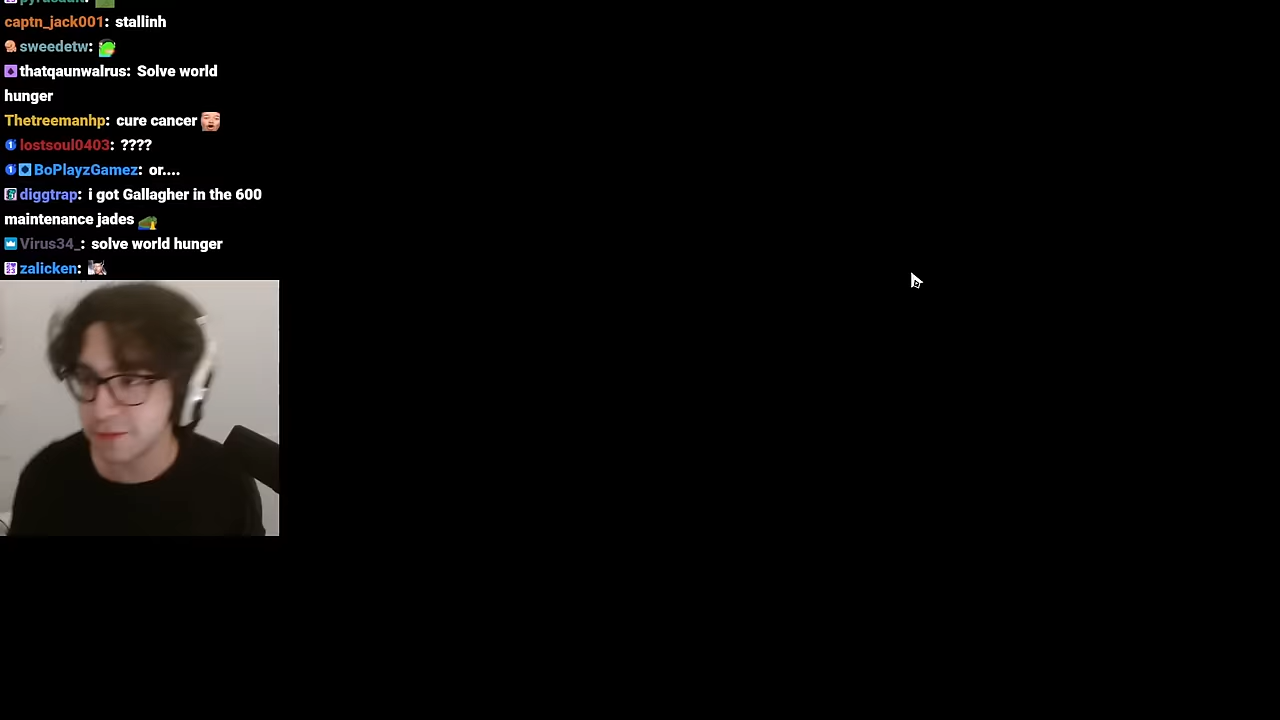 captn_jack001: stallinh
sweedetw:
thatqaunwalrus: Solve world
hunger
Thetreemanhp: cure cancer
lostsoul0403: ????
BoPlayzGamez: or....
diggtrap: i got Gallagher in the 600
maintenance jades
Virus34_: solve world hunger
zalicken: